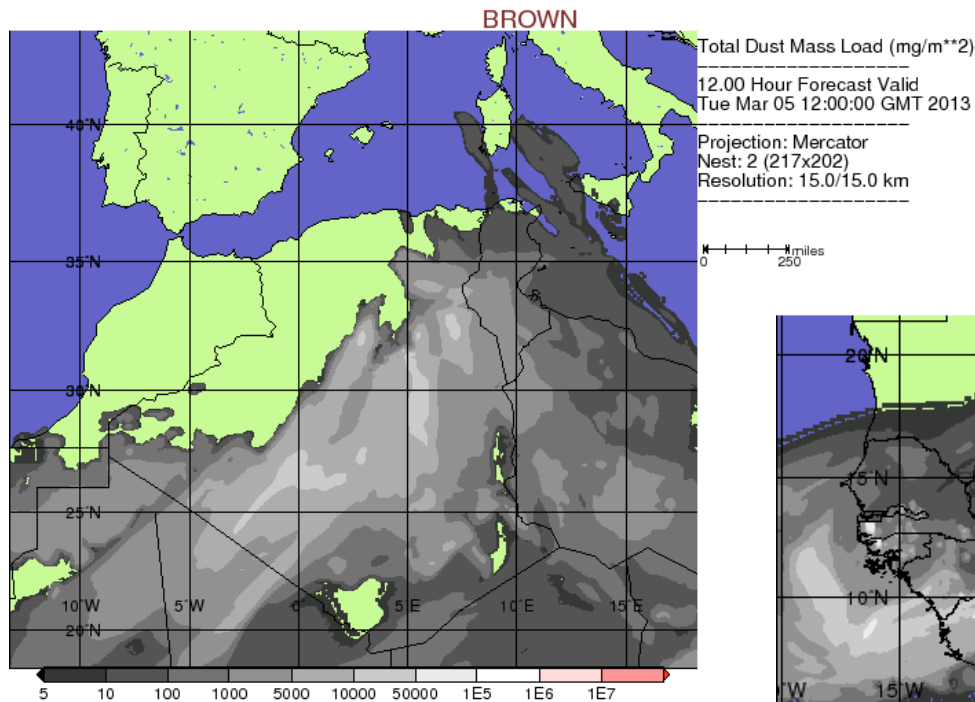 BROWN
Total Dust Mass Load (mg/m**2)
12.00 Hour Forecast Valid
Tue Mar 05 12:00:00 GMT 2013
Projection: Mercator
Nest: 2 (217x202)
Resolution: 15.0/15.0 km
miles
0 250
40°N
35°N
30°N
25°N
10°W 5°W 0°E 5°E 10°E 15°E
20°N
5 10 100 1000 5000 10000 50000 1E5 1E6 1E7
20°N
15°N
10°N
°W 15°W